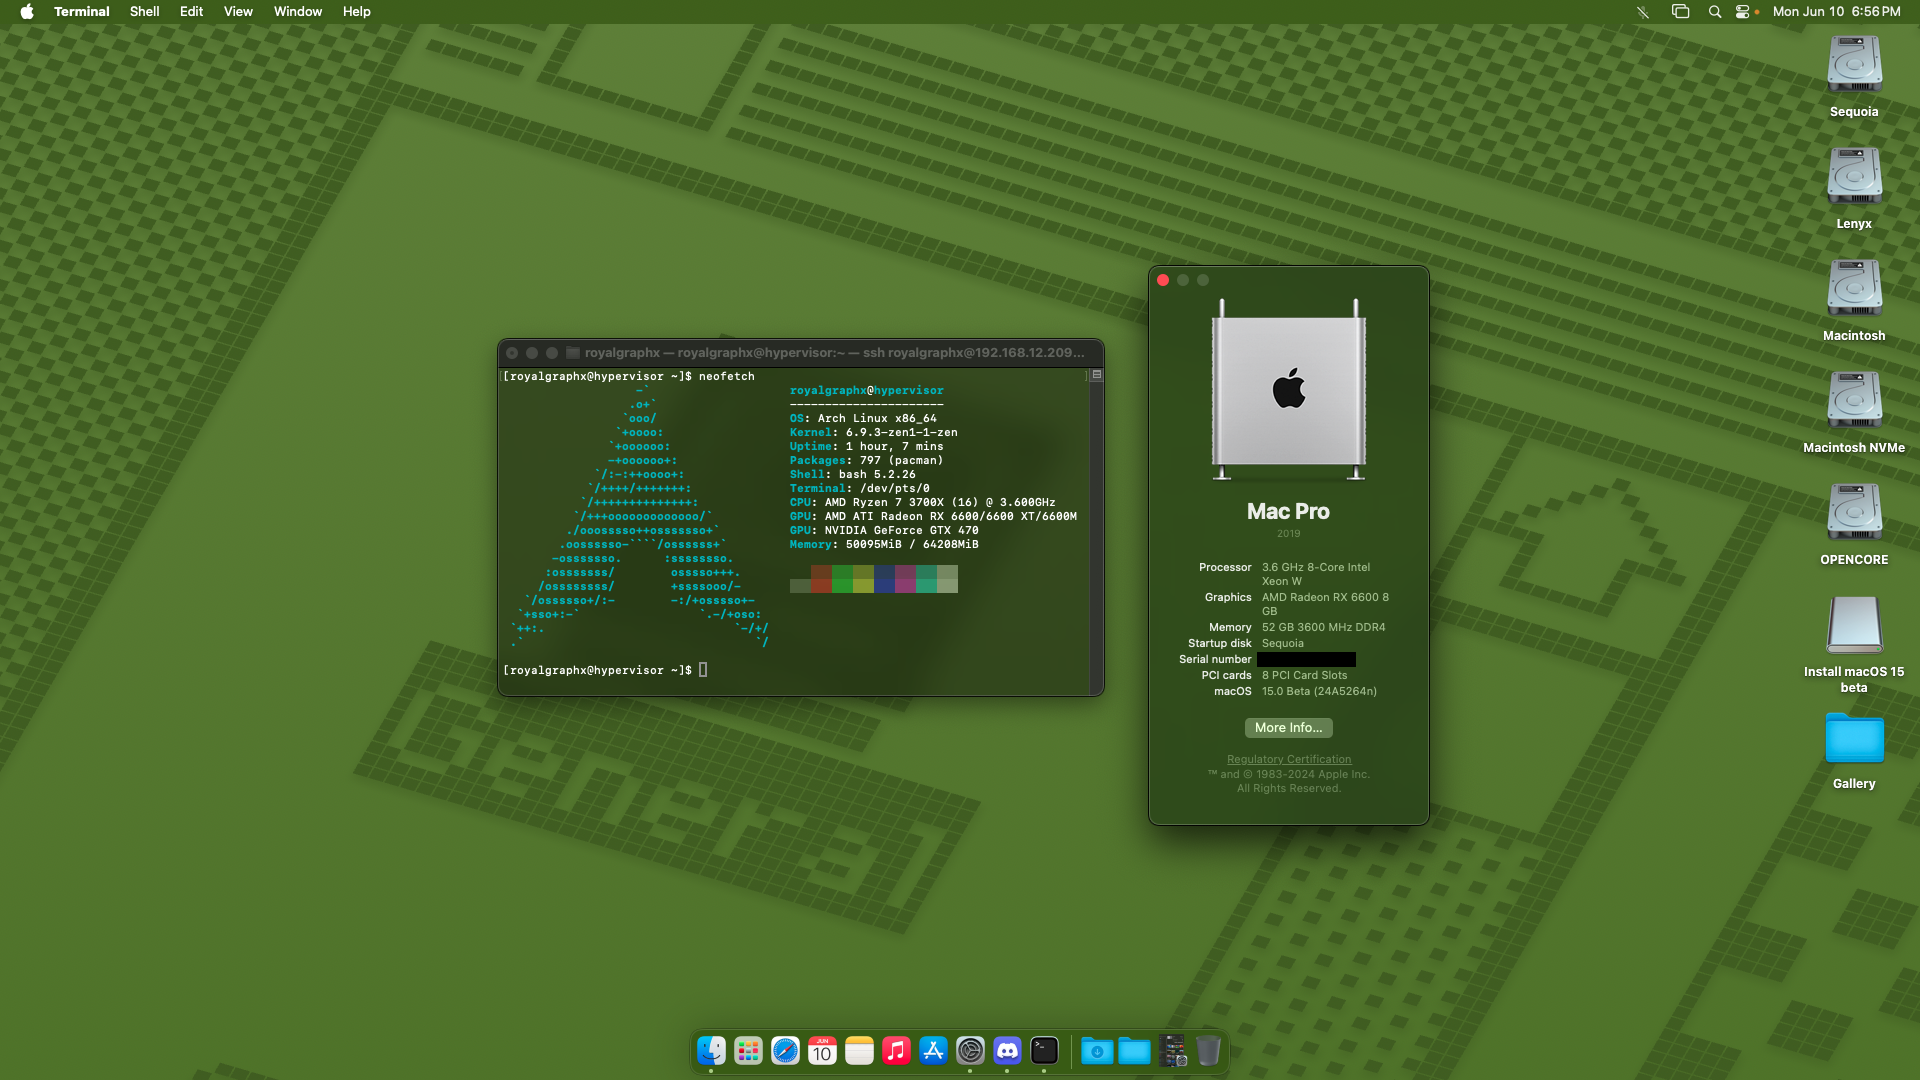 Terminal Shell Edit View Window Help Mon Jun 10 6:56 PM
Sequoia
Lenyx
Macintosh
Macintosh NVMe
OPENCORE
Install macOS 15
beta
Gallery
royalgraphx — royalgraphx@hypervisor:~ — ssh royalgraphx@192.168.12.209...
[royalgraphx@hypervisor ~]$ neofetch
royalgraphx@hypervisor
----------------------
OS: Arch Linux x86_64
Kernel: 6.9.3-zen1-1-zen
Uptime: 1 hour, 7 mins
Packages: 797 (pacman)
Shell: bash 5.2.26
Terminal: /dev/pts/0
CPU: AMD Ryzen 7 3700X (16) @ 3.600GHz
GPU: AMD ATI Radeon RX 6600/6600 XT/6600M
GPU: NVIDIA GeForce GTX 470
Memory: 50095MiB / 64208MiB
[royalgraphx@hypervisor ~]$
Mac Pro
2019
Processor 3.6 GHz 8-Core Intel
Xeon W
Graphics AMD Radeon RX 6600 8
GB
Memory 52 GB 3600 MHz DDR4
Startup disk Sequoia
Serial number
PCI cards 8 PCI Card Slots
macOS 15.0 Beta (24A5264n)
More Info...
Regulatory Certification
™ and © 1983-2024 Apple Inc.
All Rights Reserved.
JUN
10